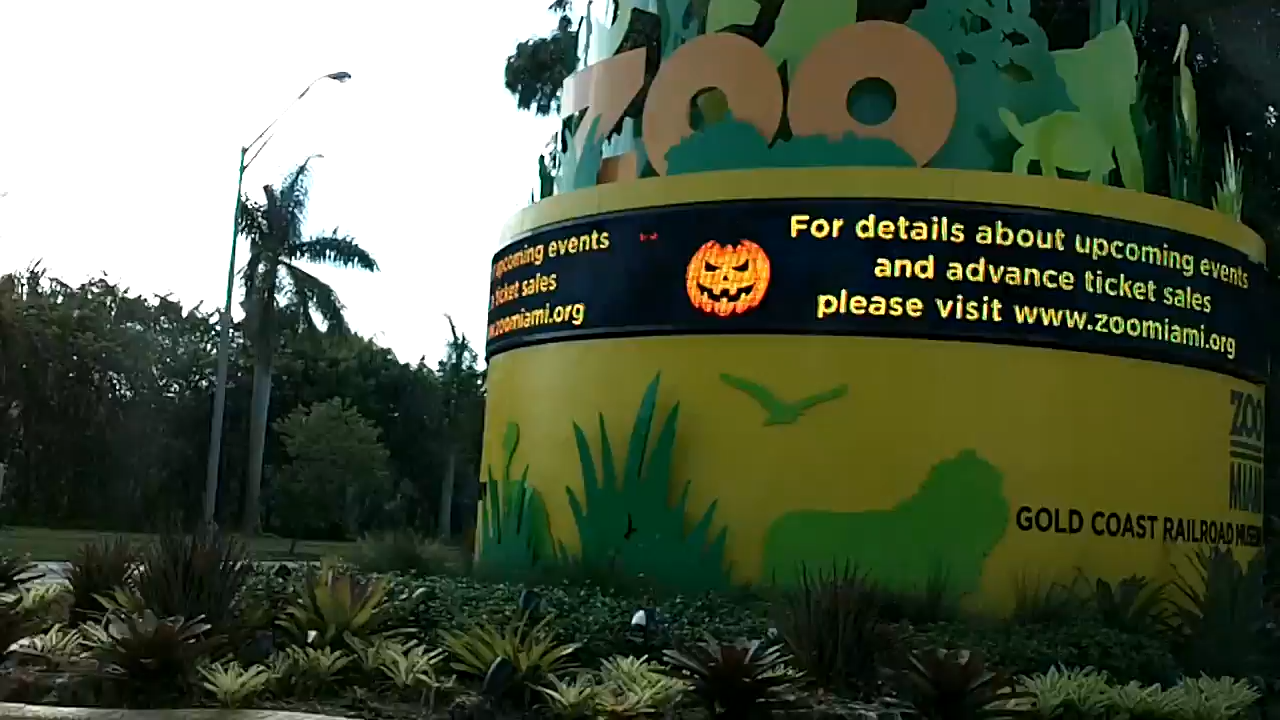 ZOO
upcoming events
ticket sales
zoomiami.org
For details about upcoming events
and advance ticket sales
please visit www.zoomiami.org
ZOO
MIAMI
GOLD COAST RAILROAD MUSEUM